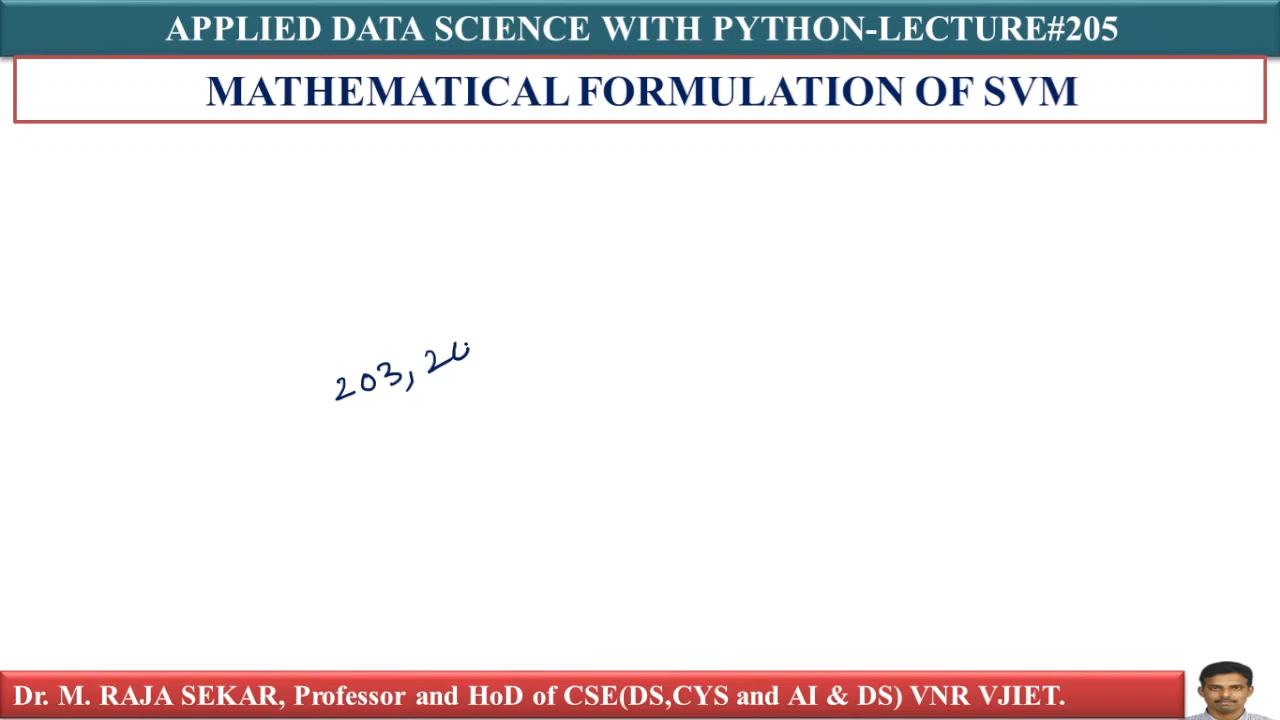 APPLIED DATA SCIENCE WITH PYTHON-LECTURE#205
MATHEMATICAL FORMULATION OF SVM
203,
Dr. M. RAJA SEKAR, Professor and HoD of CSE(DS,CYS and AI & DS) VNR VJIET.